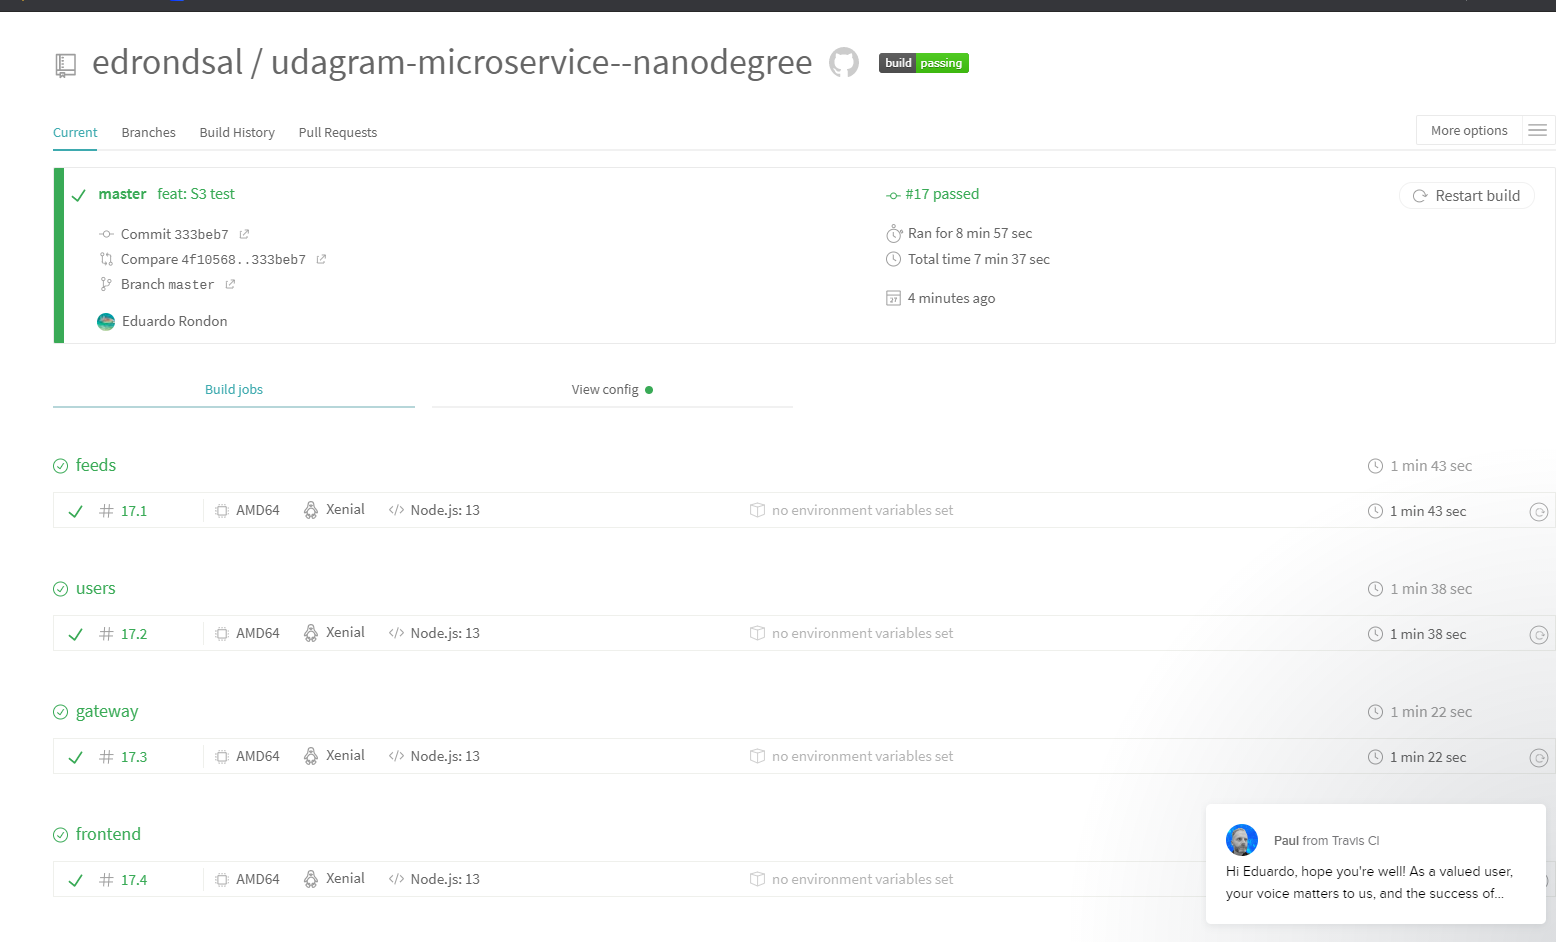 edrondsal / udagram-microservice--nanodegree
build passing
Current Branches Build History Pull Requests
More options
master feat: S3 test
#17 passed
Restart build
Commit 333beb7
Ran for 8 min 57 sec
Compare 4f10568..333beb7
Total time 7 min 37 sec
Branch master
27 4 minutes ago
Eduardo Rondon
Build jobs
View config
feeds
1 min 43 sec
# 17.1 AMD64 Xenial </> Node.js: 13 no environment variables set 1 min 43 sec
users
1 min 38 sec
# 17.2 AMD64 Xenial </> Node.js: 13 no environment variables set 1 min 38 sec
gateway
1 min 22 sec
# 17.3 AMD64 Xenial </> Node.js: 13 no environment variables set 1 min 22 sec
frontend
# 17.4 AMD64 Xenial </> Node.js: 13 no environment variables set
Paul from Travis CI
Hi Eduardo, hope you're well! As a valued user,
your voice matters to us, and the success of...